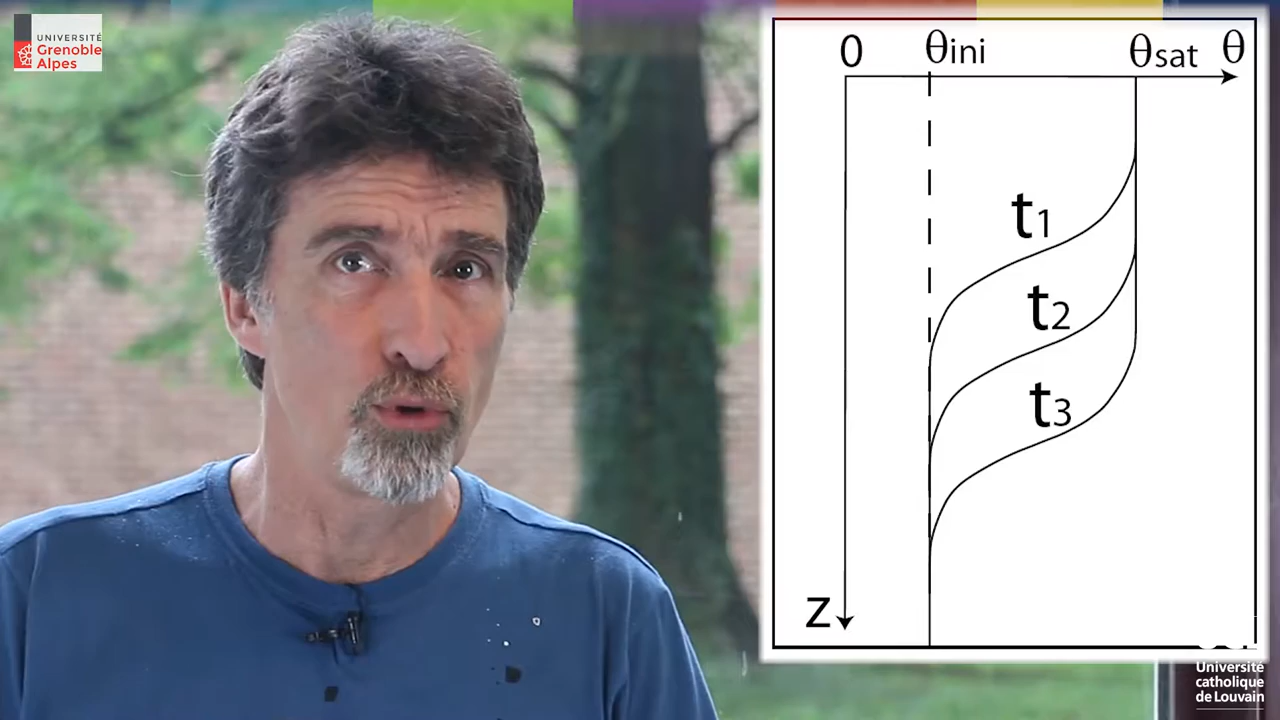 UNIVERSITÉ
Grenoble
Alpes
0 θini θsat θ
t1
t2
t3
z
Université
catholique
de Louvain